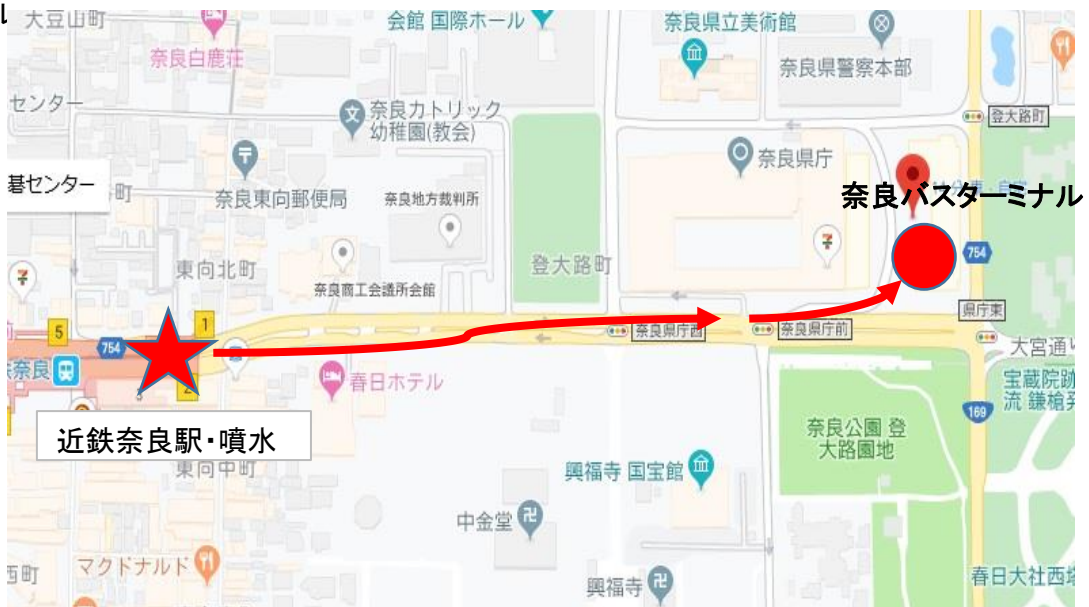 大豆山町
会館 国際ホール
奈良県立美術館
奈良白鹿荘
奈良県警察本部
センター
奈良カトリック
幼稚園(教会)
登大路町
奈良県庁
碁センター
町
奈良東向郵便局
奈良地方裁判所
奈良バスターミナル
東向北町
登大路町
754
奈良商工会議所会館
県庁東
5
1
奈良県庁西
奈良県庁前
754
大宮通り
鉄奈良
2
春日ホテル
宝蔵院跡
流 鎌槍発
169
近鉄奈良駅・噴水
奈良公園 登
大路園地
東向中町
興福寺 国宝館
中金堂
マクドナルド
西町
興福寺
春日大社西塔